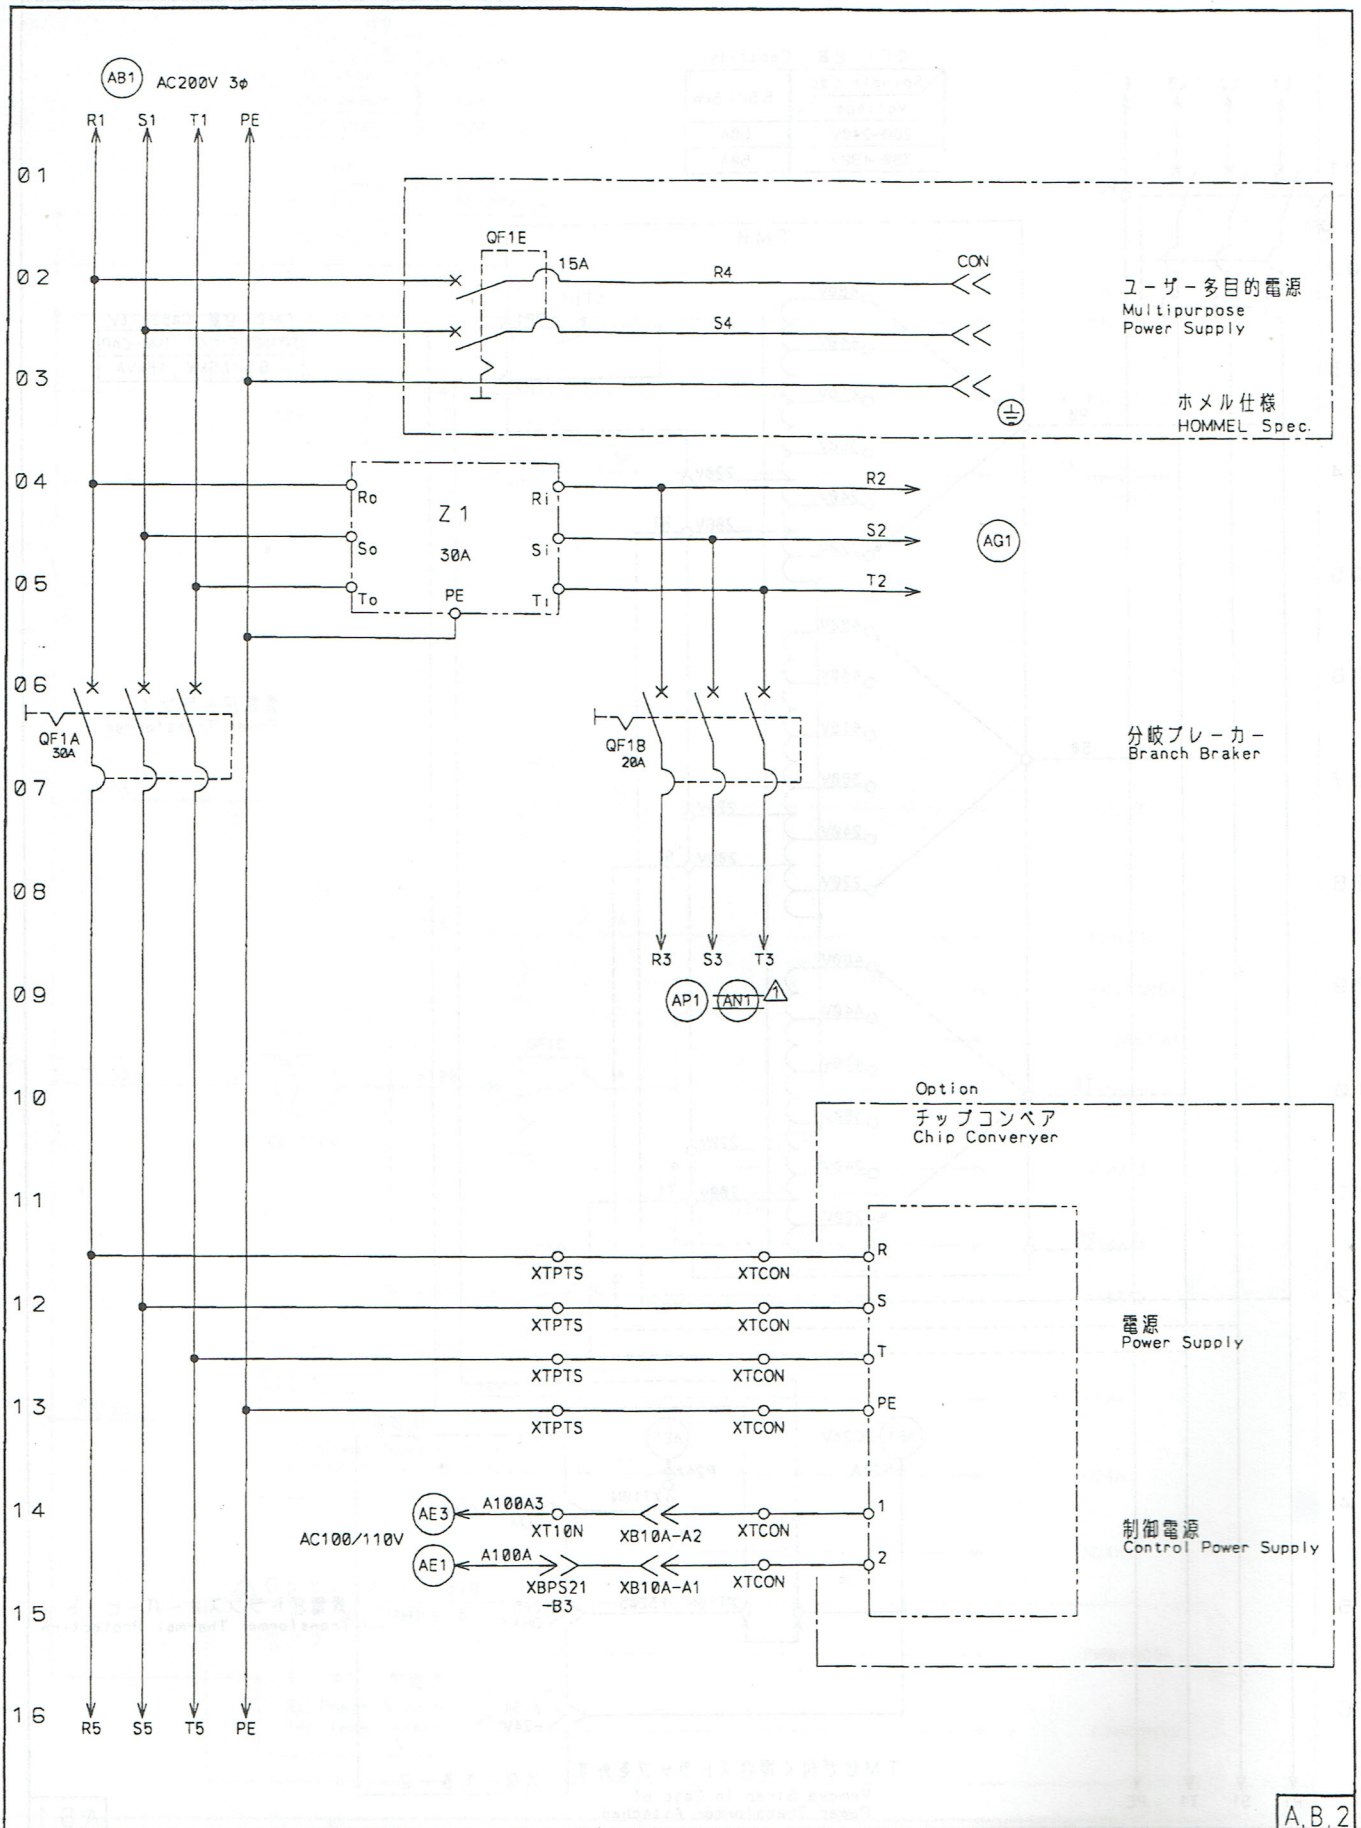 AB1 AC200V 3φ
R1 S1 T1 PE
01
QF1E
15A
02
R4
CON
ユーザー多目的電源
Multipurpose
Power Supply
S4
03
ホメル仕様
HOMMEL Spec.
04
Ro
Z1
Ri
R2
So
30A
Si
S2
AG1
05
To
PE
Ti
T2
06
QF1A
30A
QF1B
20A
分岐ブレーカー
Branch Braker
07
08
R3 S3 T3
09
AP1 AN1 1
10
Option
チップコンベア
Chip Converyer
11
R
XTPTS XTCON
12
S
XTPTS XTCON
電源
Power Supply
T
XTPTS XTCON
13
PE
XTPTS XTCON
14
AE3 A100A3
1
XT10N XB10A-A2 XTCON
AC100/110V
制御電源
Control Power Supply
AE1 A100A
2
XBPS21
-B3
XB10A-A1 XTCON
15
16
R5 S5 T5 PE
A.B.2